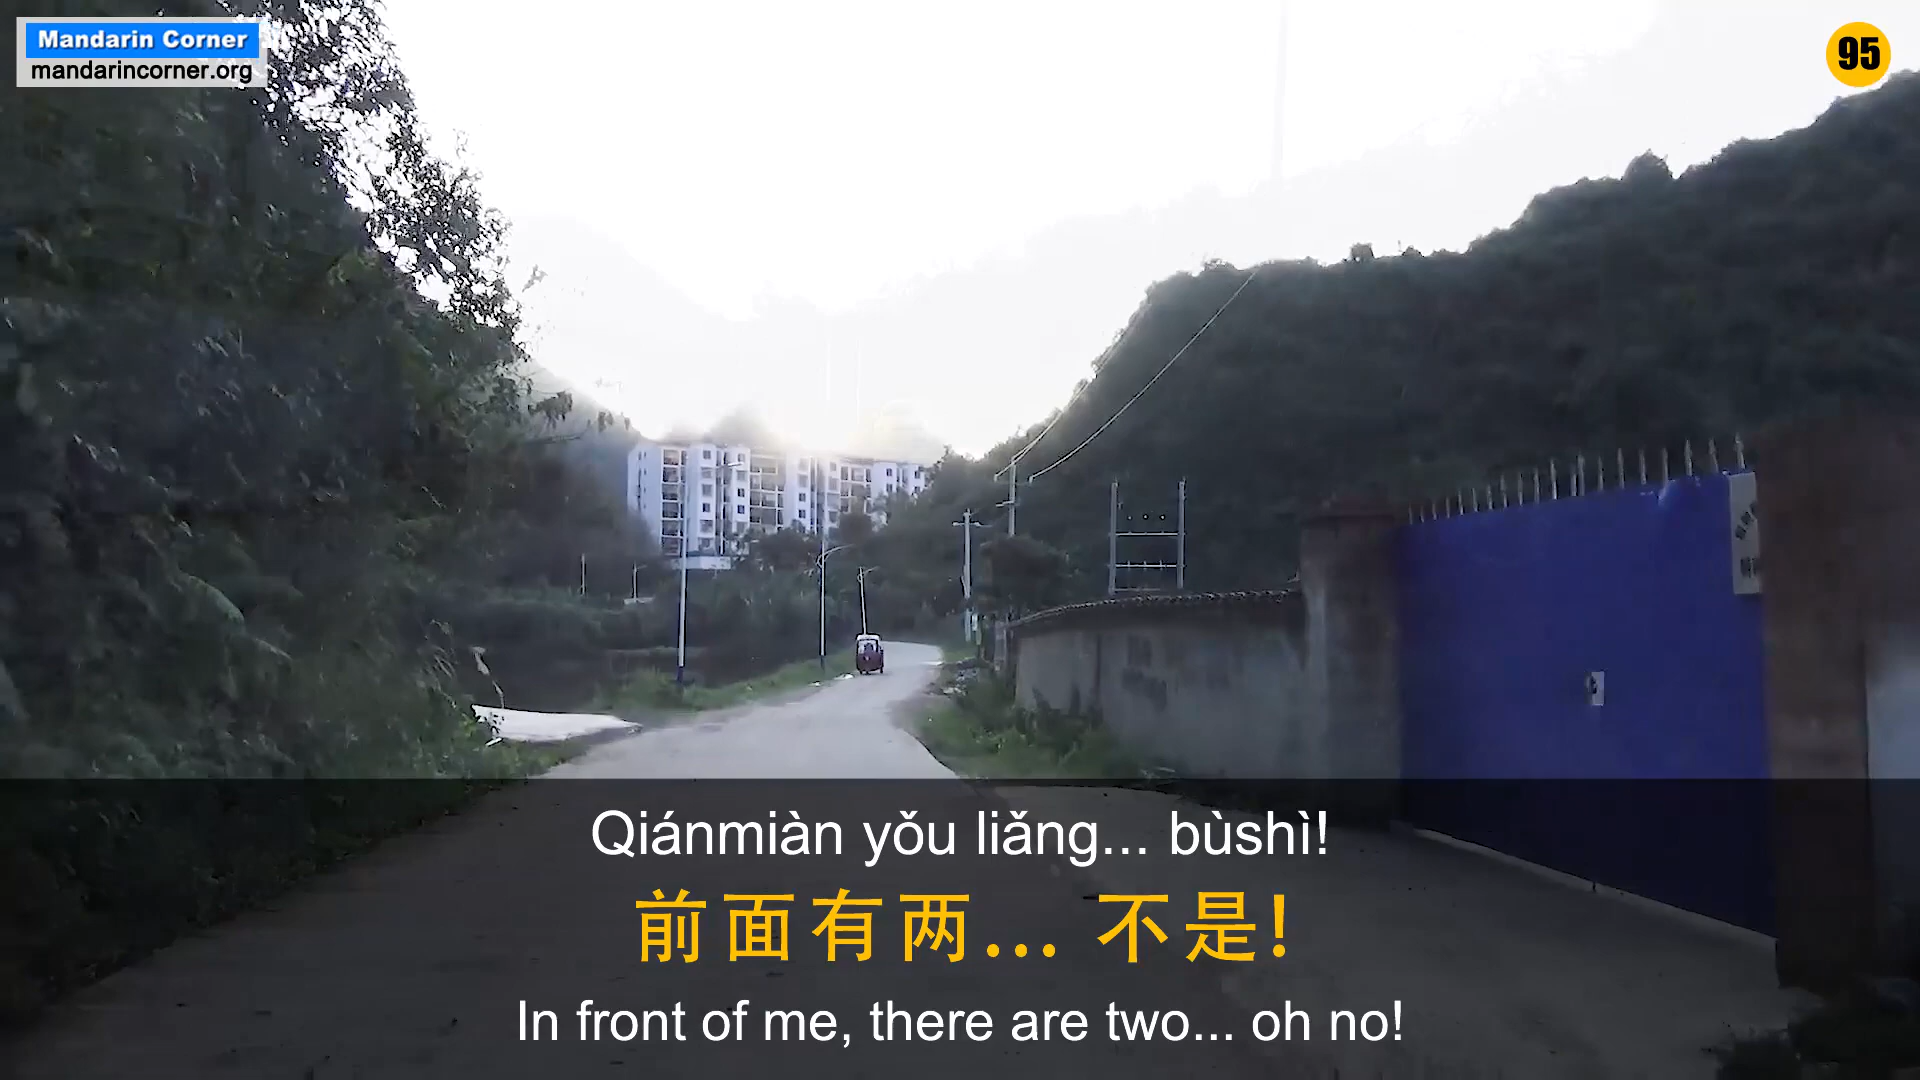 Mandarin Corner
mandarincorner.org
95
Qiánmiàn yǒu liǎng... bùshì!
前面有两... 不是!
In front of me, there are two... oh no!